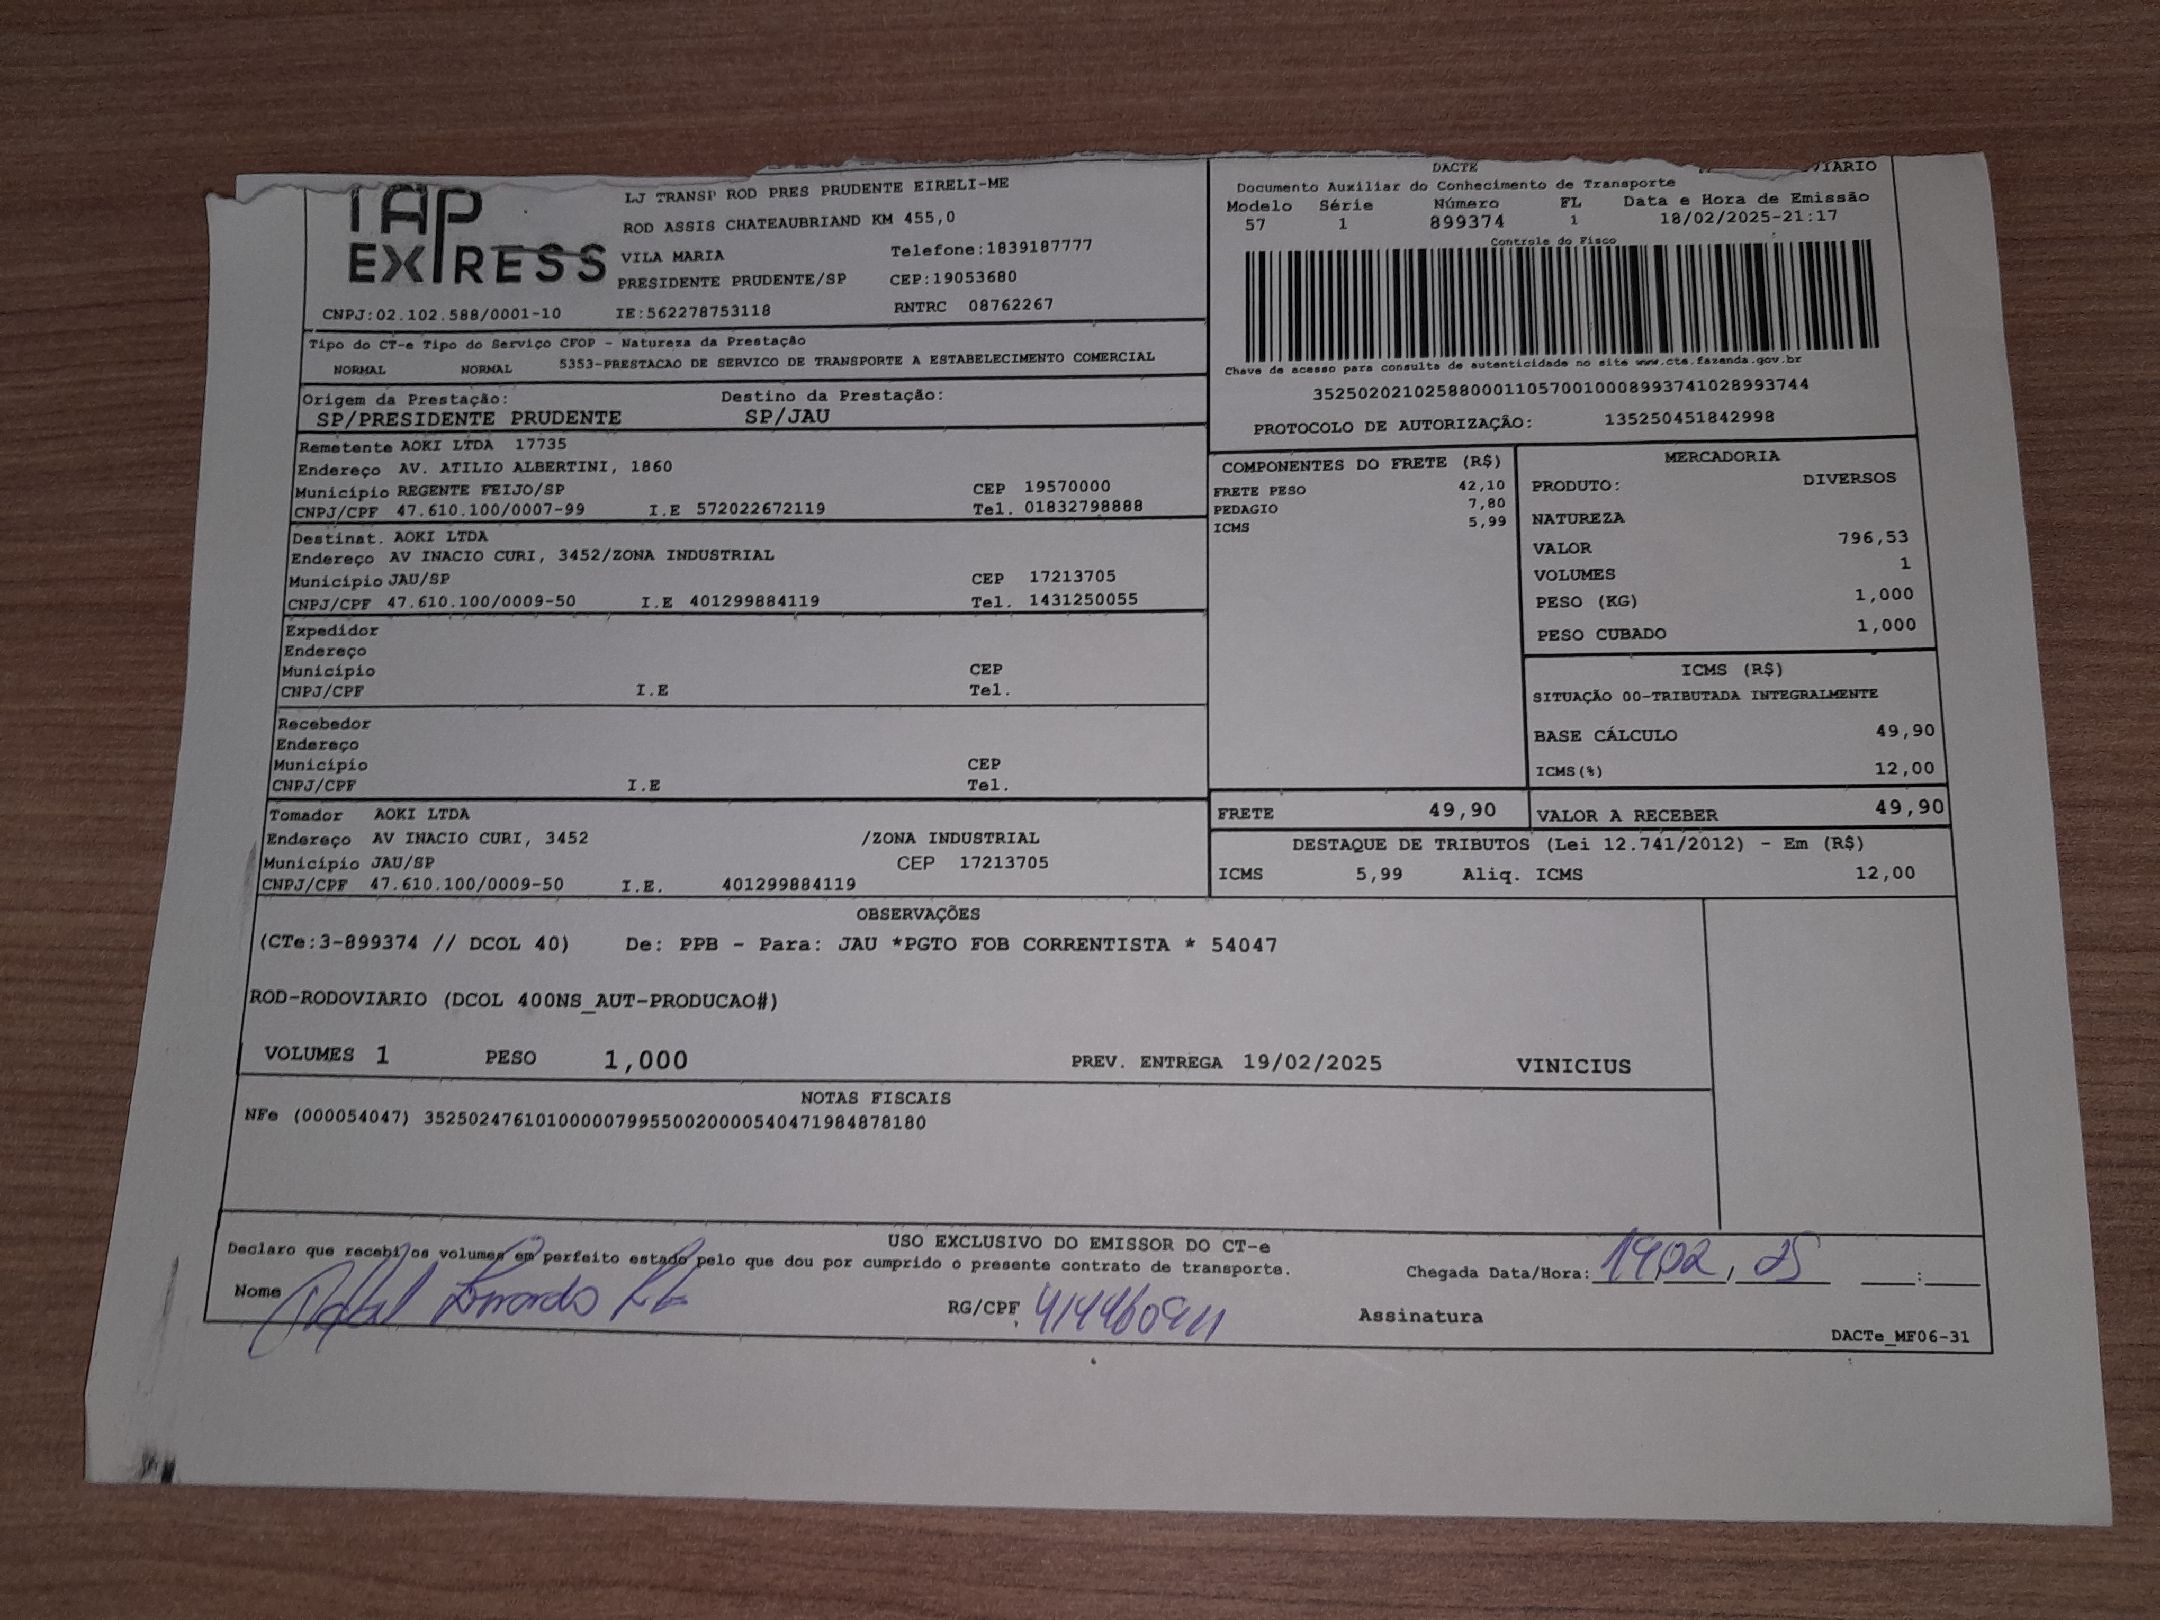 TAP
EXPRESS
LJ TRANSP ROD PRES PRUDENTE EIRELI-ME
ROD ASSIS CHATEAUBRIAND KM 455,0
VILA MARIA Telefone:1839187777
PRESIDENTE PRUDENTE/SP CEP:19053680
CNPJ:02.102.588/0001-10 IE:562278753118 RNTRC 08762267
DACTE
Documento Auxiliar do Conhecimento de Transporte
Modelo Série Número FL Data e Hora de Emissão
57 1 899374 1 18/02/2025-21:17
Controle do Fisco
Chave de acesso para consulta de autenticidade no site www.cte.fazenda.gov.br
35250202102588000110570010008993741028993744
PROTOCOLO DE AUTORIZAÇÃO: 135250451842998
Tipo do CT-e Tipo do Serviço CFOP - Natureza da Prestação
NORMAL NORMAL 5353-PRESTACAO DE SERVICO DE TRANSPORTE A ESTABELECIMENTO COMERCIAL
Origem da Prestação: Destino da Prestação:
SP/PRESIDENTE PRUDENTE SP/JAU
Remetente AOKI LTDA 17735
Endereço AV. ATILIO ALBERTINI, 1860
Município REGENTE FEIJO/SP CEP 19570000
CNPJ/CPF 47.610.100/0007-99 I.E 572022672119 Tel. 01832798888
Destinat. AOKI LTDA
Endereço AV INACIO CURI, 3452/ZONA INDUSTRIAL
Município JAU/SP CEP 17213705
CNPJ/CPF 47.610.100/0009-50 I.E 401299884119 Tel. 1431250055
Expedidor
Endereço
Município CEP
CNPJ/CPF I.E Tel.
Recebedor
Endereço
Município CEP
CNPJ/CPF I.E Tel.
Tomador AOKI LTDA
Endereço AV INACIO CURI, 3452 /ZONA INDUSTRIAL
Município JAU/SP CEP 17213705
CNPJ/CPF 47.610.100/0009-50 I.E. 401299884119
COMPONENTES DO FRETE (R$)
FRETE PESO 42,10
PEDAGIO 7,80
ICMS 5,99
MERCADORIA
PRODUTO: DIVERSOS
NATUREZA
VALOR 796,53
VOLUMES 1
PESO (KG) 1,000
PESO CUBADO 1,000
ICMS (R$)
SITUAÇÃO 00-TRIBUTADA INTEGRALMENTE
BASE CÁLCULO 49,90
ICMS(%) 12,00
FRETE 49,90 VALOR A RECEBER 49,90
DESTAQUE DE TRIBUTOS (Lei 12.741/2012) - Em (R$)
ICMS 5,99 Aliq. ICMS 12,00
OBSERVAÇÕES
(CTe:3-899374 // DCOL 40) De: PPB - Para: JAU *PGTO FOB CORRENTISTA * 54047
ROD-RODOVIARIO (DCOL 400NS_AUT-PRODUCAO#)
VOLUMES 1 PESO 1,000 PREV. ENTREGA 19/02/2025 VINICIUS
NOTAS FISCAIS
NFe (000054047) 35250247610100000799550020000540471984878180
USO EXCLUSIVO DO EMISSOR DO CT-e
Declaro que recebi os volumes em perfeito estado pelo que dou por cumprido o presente contrato de transporte.
Chegada Data/Hora: 19 02, 25 :
Nome RG/CPF Assinatura
DACTe_MF06-31